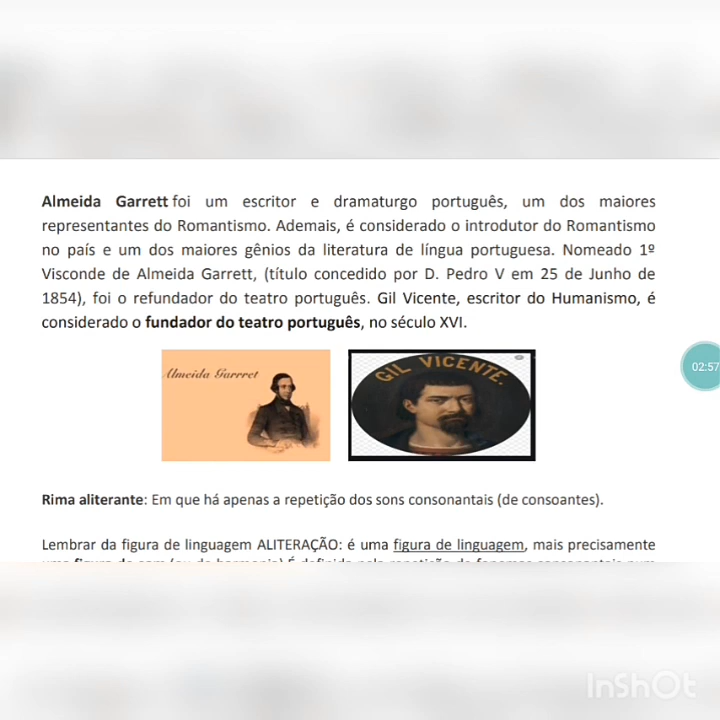 Almeida Garrett foi um escritor e dramaturgo português, um dos maiores
representantes do Romantismo. Ademais, é considerado o introdutor do Romantismo
no país e um dos maiores gênios da literatura de língua portuguesa. Nomeado 1º
Visconde de Almeida Garrett, (título concedido por D. Pedro V em 25 de Junho de
1854), foi o refundador do teatro português. Gil Vicente, escritor do Humanismo, é
considerado o fundador do teatro português, no século XVI.
Almeida Garrret
GIL VICENTE.
02:57
Rima aliterante: Em que há apenas a repetição dos sons consonantais (de consoantes).
Lembrar da figura de linguagem ALITERAÇÃO: é uma figura de linguagem, mais precisamente
InShOt